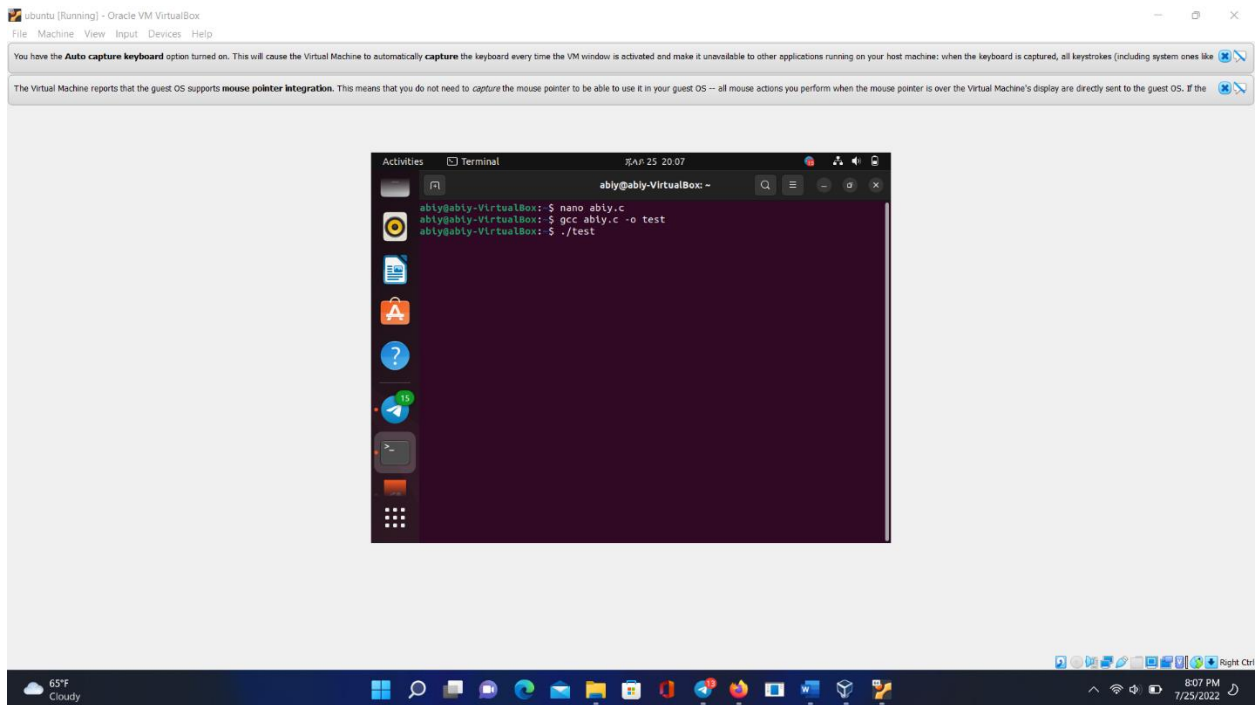 ubuntu [Running] - Oracle VM VirtualBox
File Machine View Input Devices Help
You have the Auto capture keyboard option turned on. This will cause the Virtual Machine to automatically capture the keyboard every time the VM window is activated and make it unavailable to other applications running on your host machine: when the keyboard is captured, all keystrokes (including system ones like
The Virtual Machine reports that the guest OS supports mouse pointer integration. This means that you do not need to capture the mouse pointer to be able to use it in your guest OS -- all mouse actions you perform when the mouse pointer is over the Virtual Machine's display are directly sent to the guest OS. If the
Activities Terminal 25 20:07
abiy@abiy-VirtualBox: ~
abiy@abiy-VirtualBox:~$ nano abiy.c
abiy@abiy-VirtualBox:~$ gcc abiy.c -o test
abiy@abiy-VirtualBox:~$ ./test
15
Right Ctrl
65°F
Cloudy
8:07 PM
7/25/2022